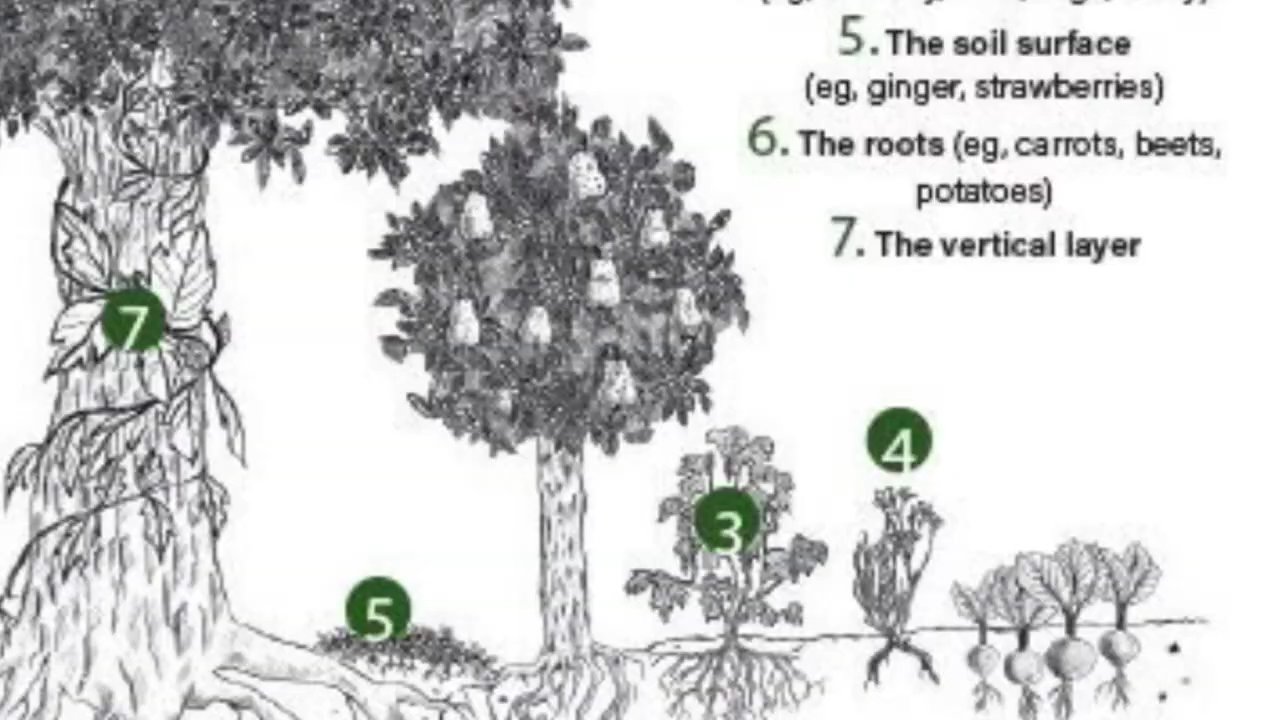 5. The soil surface
(eg, ginger, strawberries)
6. The roots (eg, carrots, beets,
potatoes)
7. The vertical layer
7
4
3
5